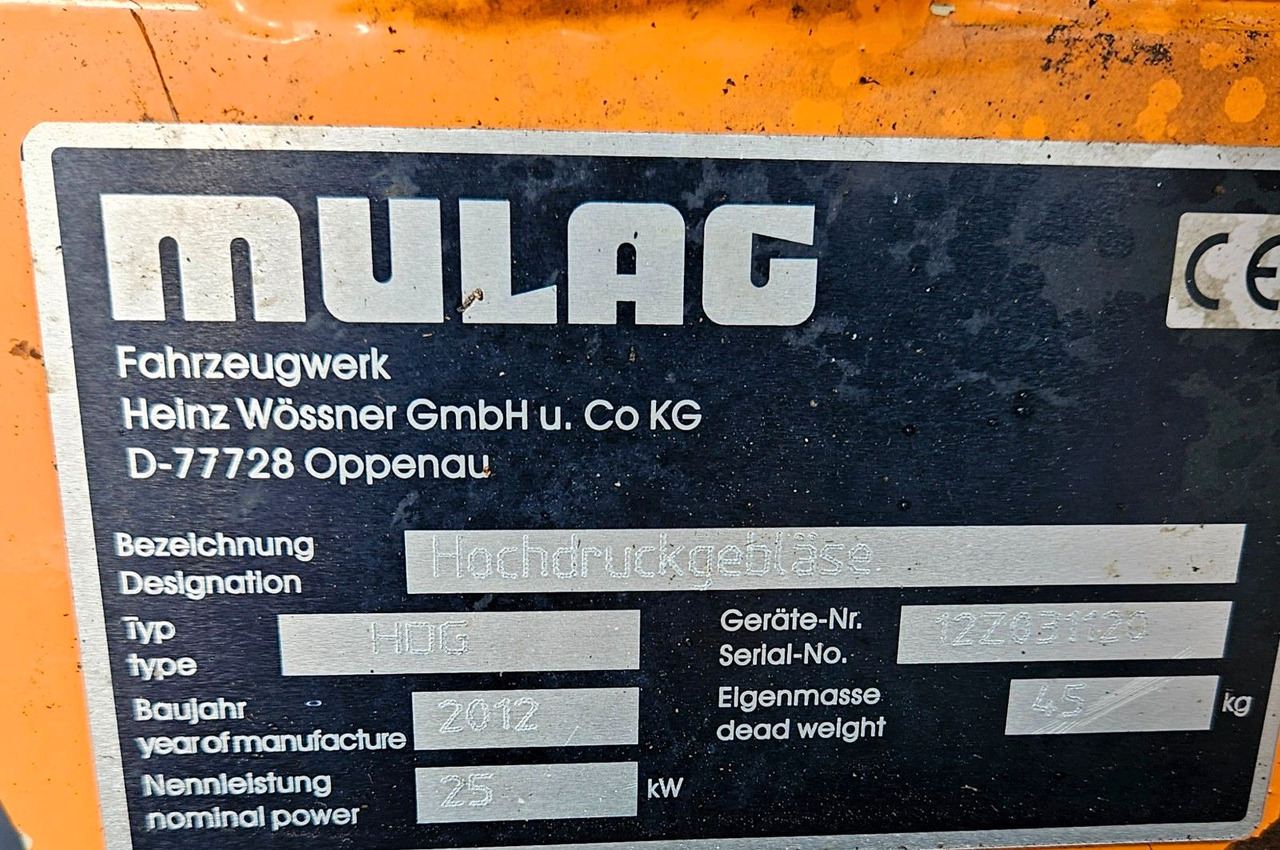 MULAG
CE
Fahrzeugwerk
Heinz Wössner GmbH u. Co KG
D-77728 Oppenau
Bezeichnung Hochdruckgebläse
Designation
Typ HDG Geräte-Nr. 12Z031120
type Serial-No.
Baujahr 2012 Eigenmasse 45 kg
year of manufacture dead weight
Nennleistung 25 kW
nominal power